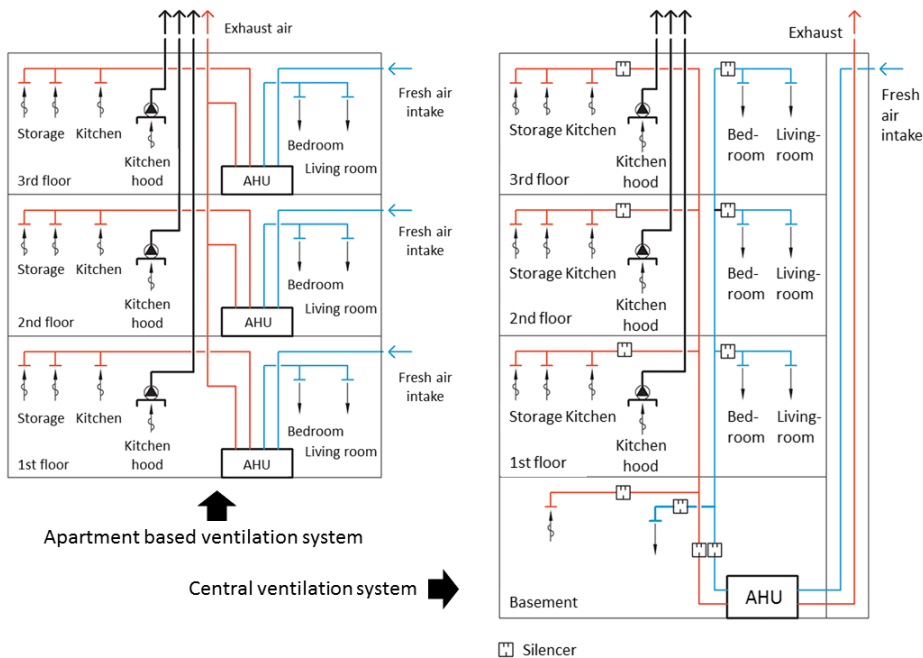 Exhaust air
Fresh air
intake
Storage
Kitchen
Kitchen
hood
Bedroom
Living room
AHU
3rd floor
Fresh air
intake
Storage
Kitchen
Kitchen
hood
Bedroom
Living room
AHU
2nd floor
Fresh air
intake
Storage
Kitchen
Kitchen
hood
Bedroom
Living room
AHU
1st floor
Apartment based ventilation system
Central ventilation system
Exhaust
Fresh
air
intake
Storage Kitchen
Kitchen
hood
Bed-
room
Living-
room
3rd floor
Storage Kitchen
Kitchen
hood
Bed-
room
Living-
room
2nd floor
Storage Kitchen
Kitchen
hood
Bed-
room
Living-
room
1st floor
Basement
AHU
Silencer